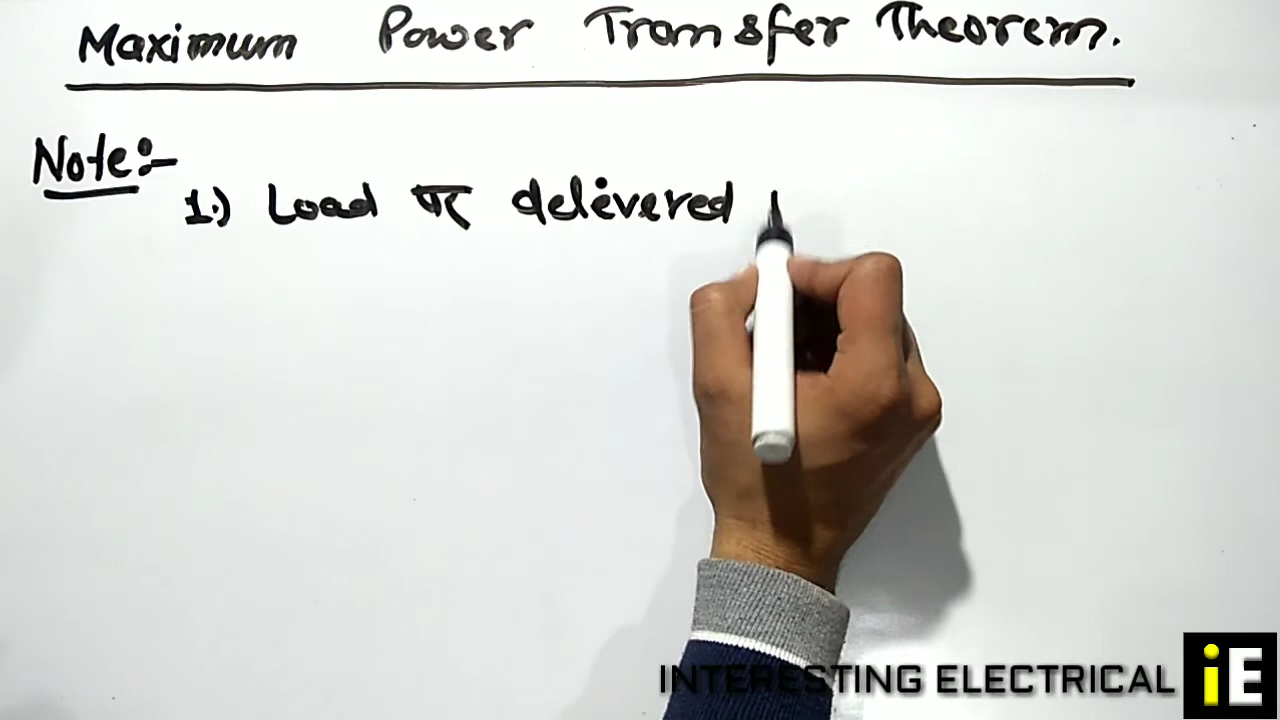 Maximum Power Transfer Theorem.
Note:-
1.) Load पर delivered
INTERESTING ELECTRICAL iE